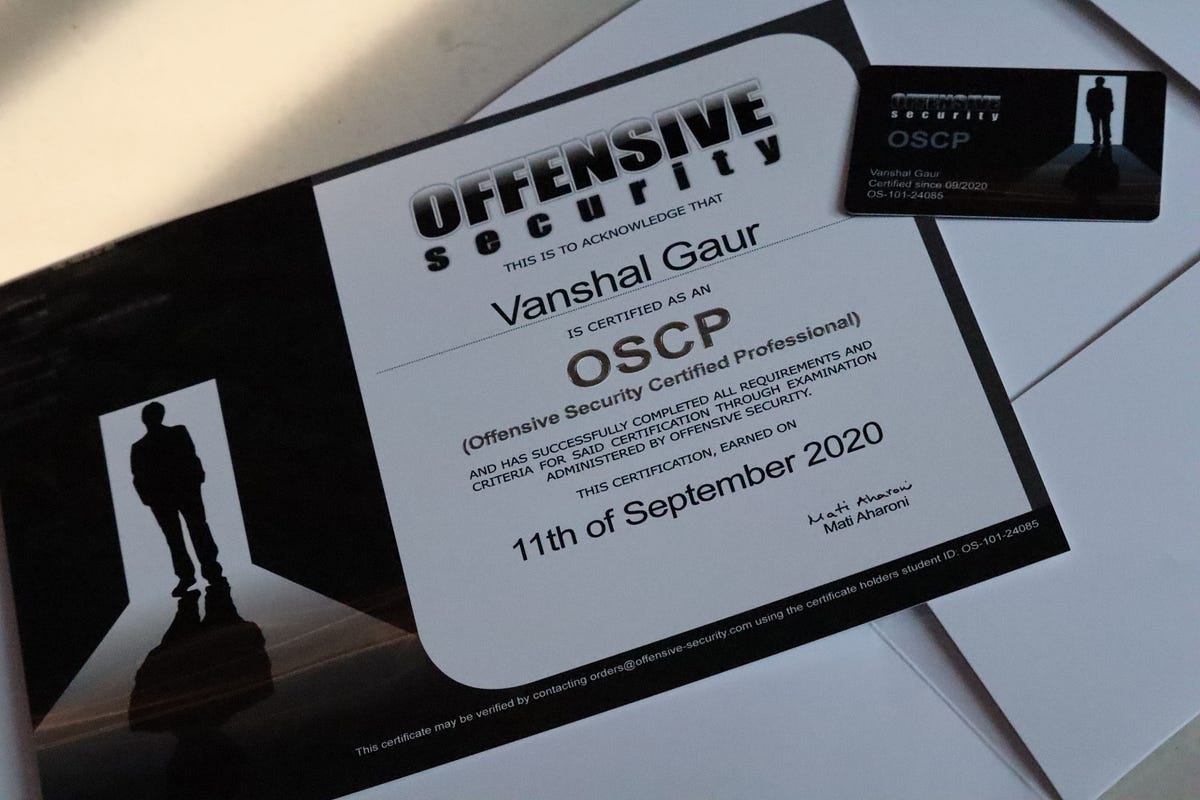 OFFENSIVE
security
THIS IS TO ACKNOWLEDGE THAT
Vanshal Gaur
IS CERTIFIED AS AN
OSCP
(Offensive Security Certified Professional)
AND HAS SUCCESSFULLY COMPLETED ALL REQUIREMENTS AND
CRITERIA FOR SAID CERTIFICATION THROUGH EXAMINATION
ADMINISTERED BY OFFENSIVE SECURITY.
THIS CERTIFICATION, EARNED ON
11th of September 2020
Mati Aharoni
Mati Aharoni
This certificate may be verified by contacting orders@offensive-security.com using the certificate holders student ID. OS-101-24085
OFFENSIVE
security
OSCP
Vanshal Gaur
Certified since 09/2020
OS-101-24085